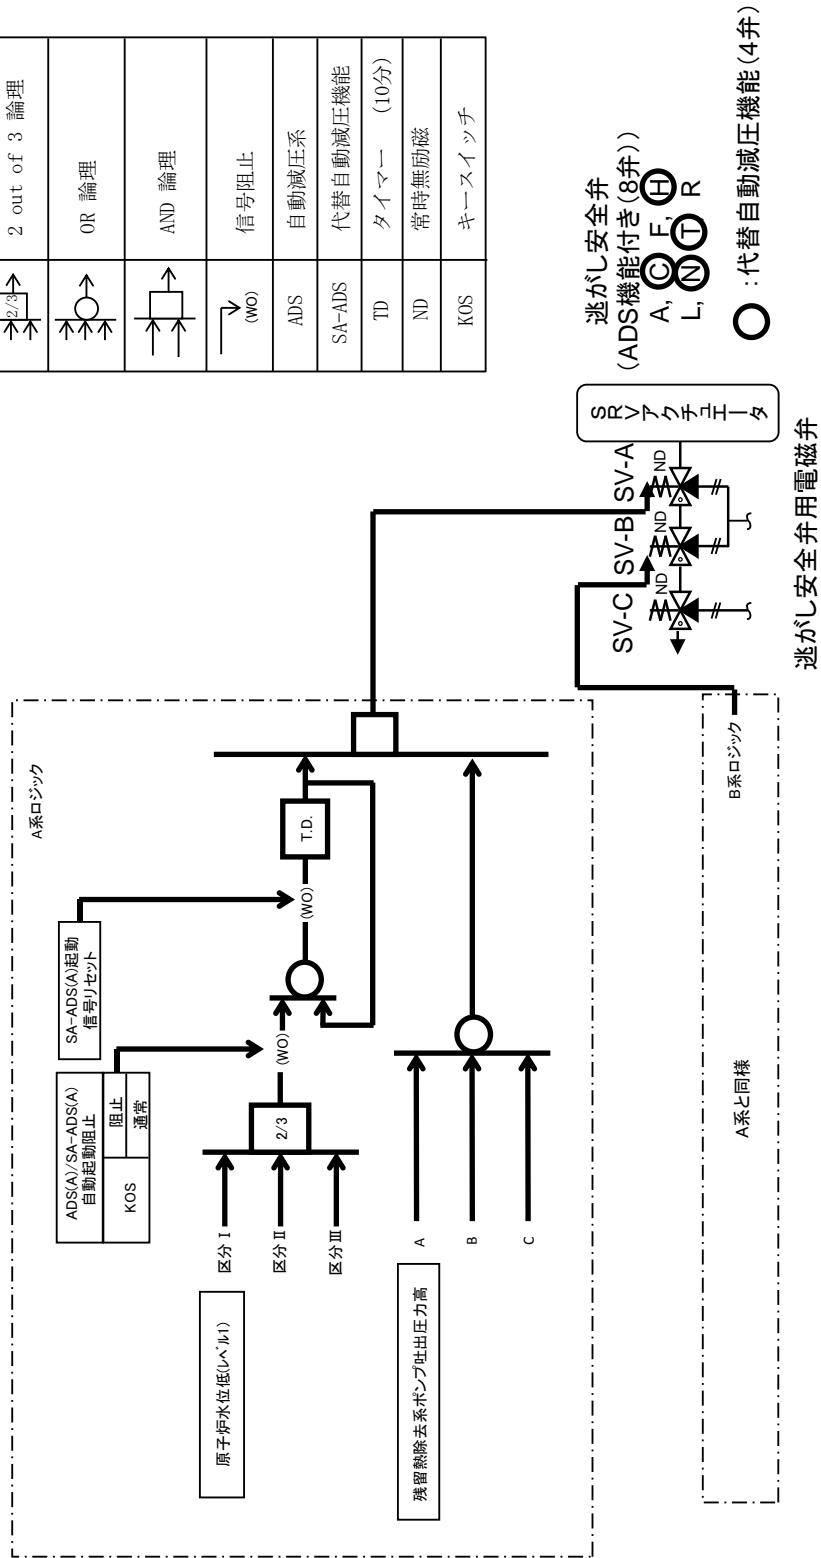 2/3
2 out of 3 論理
OR 論理
AND 論理
(WO)
信号阻止
ADS
自動減圧系
SA-ADS
代替自動減圧機能
TD
タイマー (10分)
ND
常時無励磁
KOS
キースイッチ
A系ロジック
ADS(A)/SA-ADS(A)
自動起動阻止
KOS
阻止
通常
SA-ADS(A)起動
信号リセット
原子炉水位低(レベル1)
区分Ⅰ
区分Ⅱ
区分Ⅲ
2/3
(WO)
(WO)
T.D.
残留熱除去系ポンプ吐出圧力高
A
B
C
B系ロジック
A系と同様
SV-C
SV-B
SV-A
ND
ND
ND
SRVアクチュエータ
逃がし安全弁用電磁弁
逃がし安全弁
(ADS機能付き(8弁))
A, C F, H
L, N T, R
:代替自動減圧機能(4弁)